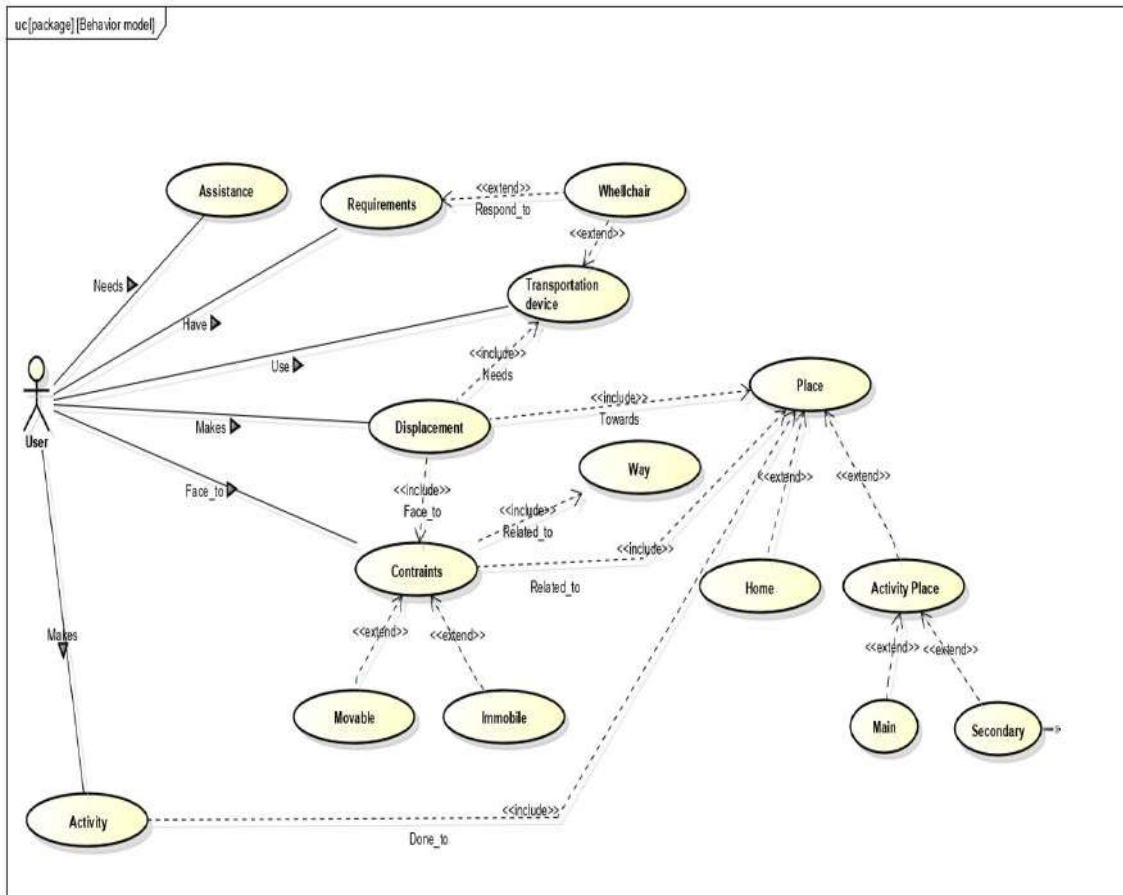 uc [package] [Behavior model]
Assistance
Requirements
<<extend>>
Respond_to
Whellchair
<<extend>>
Needs
Transportation
device
Have
<<include>>
Needs
Use
Place
<<include>>
Towards
Makes
Displacement
User
Way
<<include>>
Face_to
Face_to
<<include>>
Related_to
<<extend>>
<<extend>>
<<include>>
Contraints
Related_to
Home
Activity Place
Makes
<<extend>>
<<extend>>
<<extend>>
<<extend>>
Movable
Immobile
Main
Secondary
<<include>>
Activity
Done_to